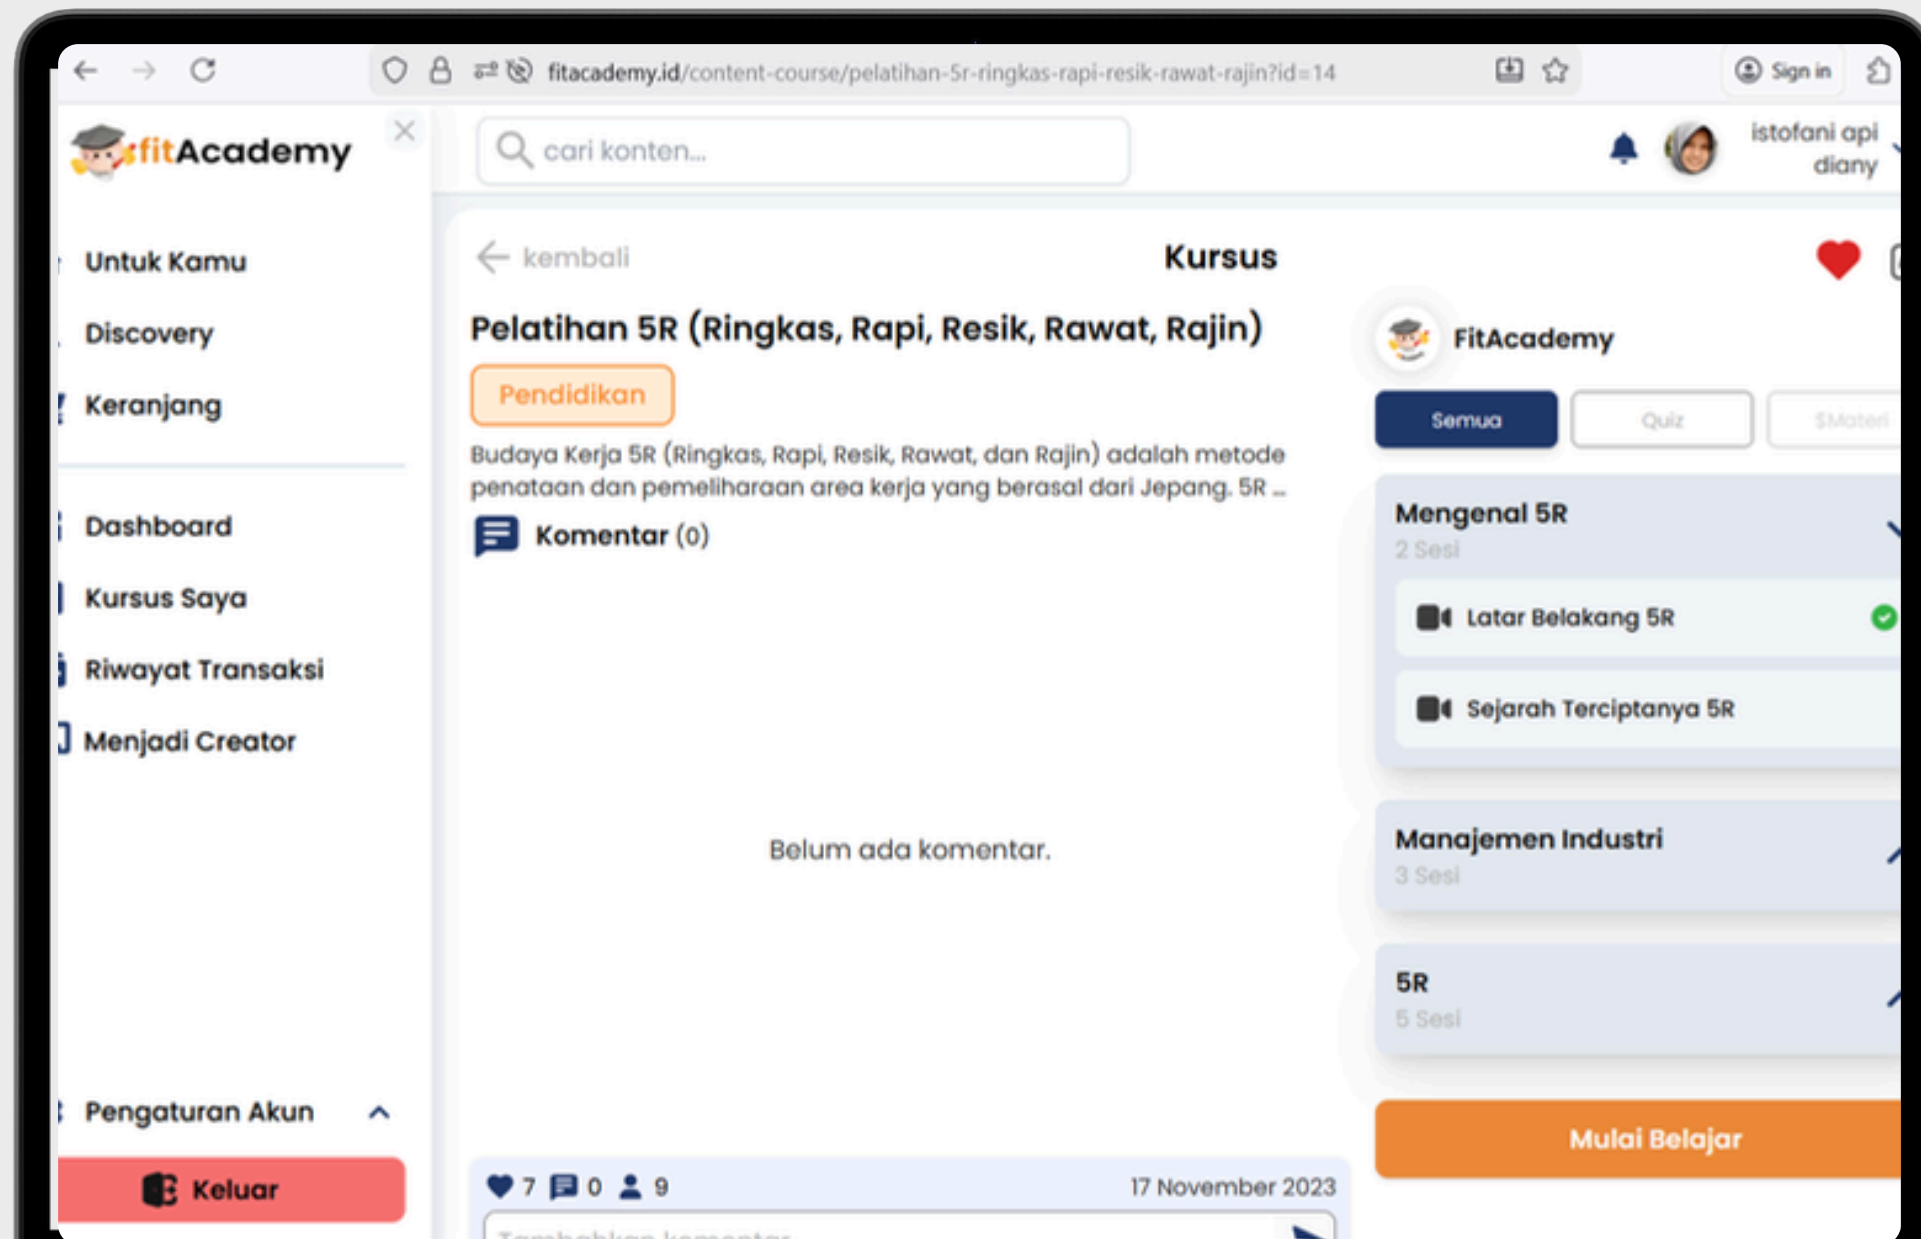 fitacademy.id/content-course/pelatihan-5r-ringkas-rapi-resik-rawat-rajin?id=14
Sign in
fitAcademy
cari konten...
istofani api
diany
Untuk Kamu
Discovery
Keranjang
Dashboard
Kursus Saya
Riwayat Transaksi
Menjadi Creator
Pengaturan Akun
Keluar
kembali
Kursus
Pelatihan 5R (Ringkas, Rapi, Resik, Rawat, Rajin)
Pendidikan
Budaya Kerja 5R (Ringkas, Rapi, Resik, Rawat, dan Rajin) adalah metode
penataan dan pemeliharaan area kerja yang berasal dari Jepang. 5R ...
Komentar (0)
Belum ada komentar.
7 0 9
17 November 2023
Tambahkan komentar
FitAcademy
Semua
Quiz
$Materi
Mengenal 5R
2 Sesi
Latar Belakang 5R
Sejarah Terciptanya 5R
Manajemen Industri
3 Sesi
5R
5 Sesi
Mulai Belajar